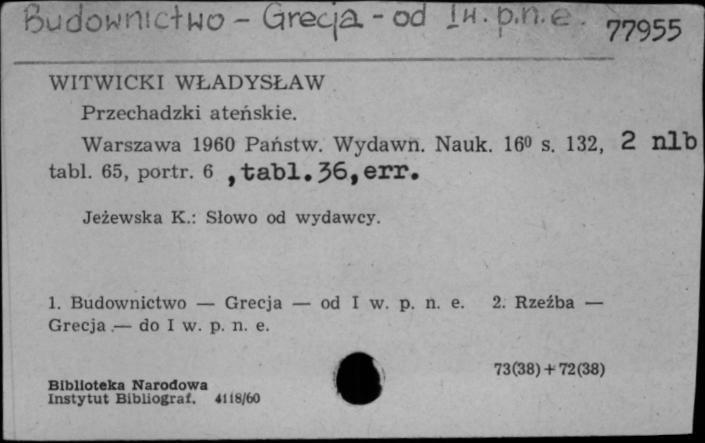 Budownictwo - Grecja - od Iw. p.n.e. 77955
WITWICKI WŁADYSŁAW
Przechadzki ateńskie.
Warszawa 1960 Państw. Wydawn. Nauk. 16⁰ s. 132, 2 nlb
tabl. 65, portr. 6 , tabl. 36, err.
Jeżewska K.: Słowo od wydawcy.
1. Budownictwo — Grecja — od I w. p. n. e. 2. Rzeźba —
Grecja — do I w. p. n. e.
73(38) + 72(38)
Biblioteka Narodowa
Instytut Bibliograf. 4118/60